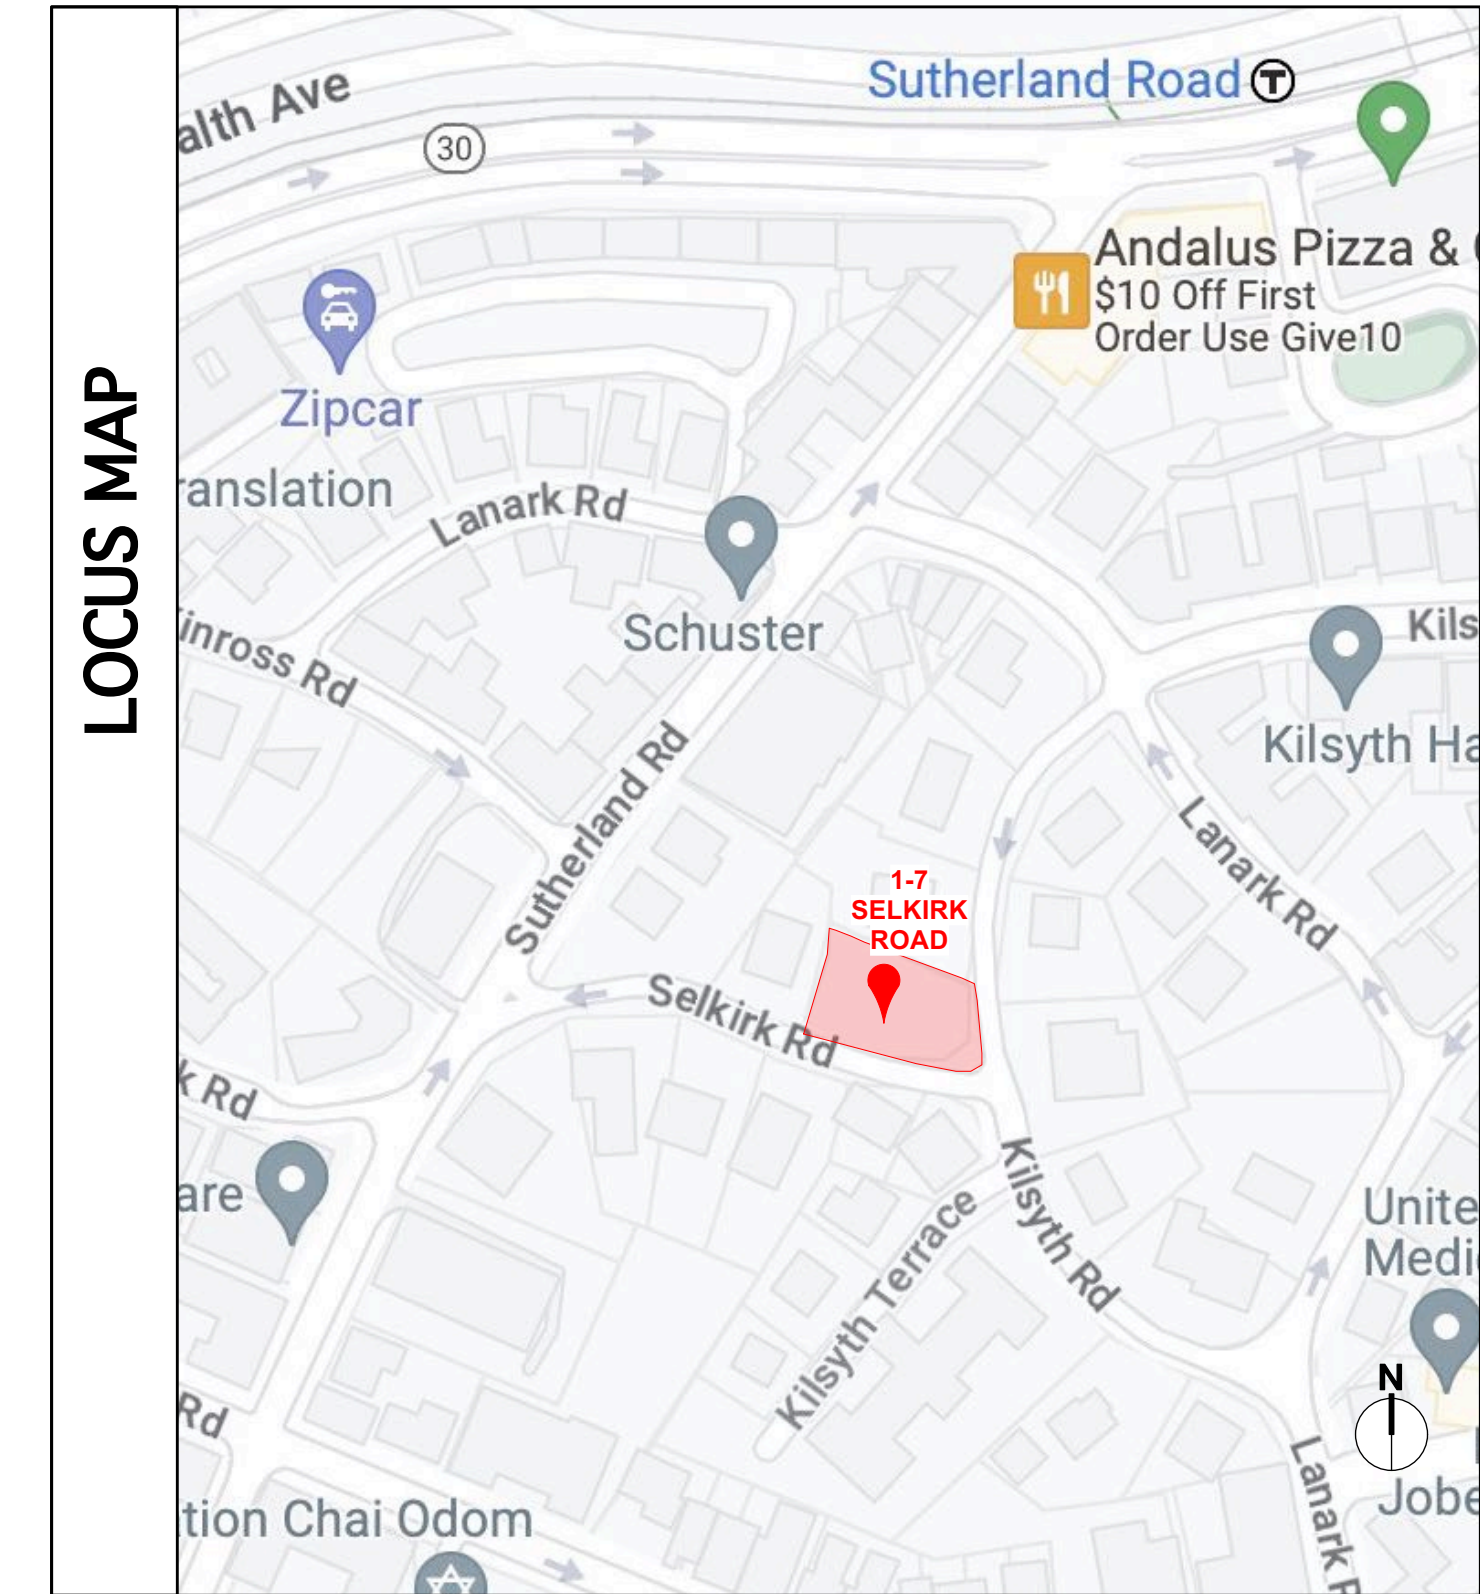 LOCUS MAP
Sutherland Road T
alth Ave
30
Andalus Pizza &
$10 Off First
Order Use Give10
Zipcar
ranslation
Lanark Rd
Schuster
Kils
inross Rd
Kilsyth Ha
Sutherland Rd
Lanark Rd
1-7
SELKIRK
ROAD
Selkirk Rd
k Rd
Kilsyth Rd
are
Kilsyth Terrace
Unite
Medi
N
Rd
Lanark R
Jobe
tion Chai Odom